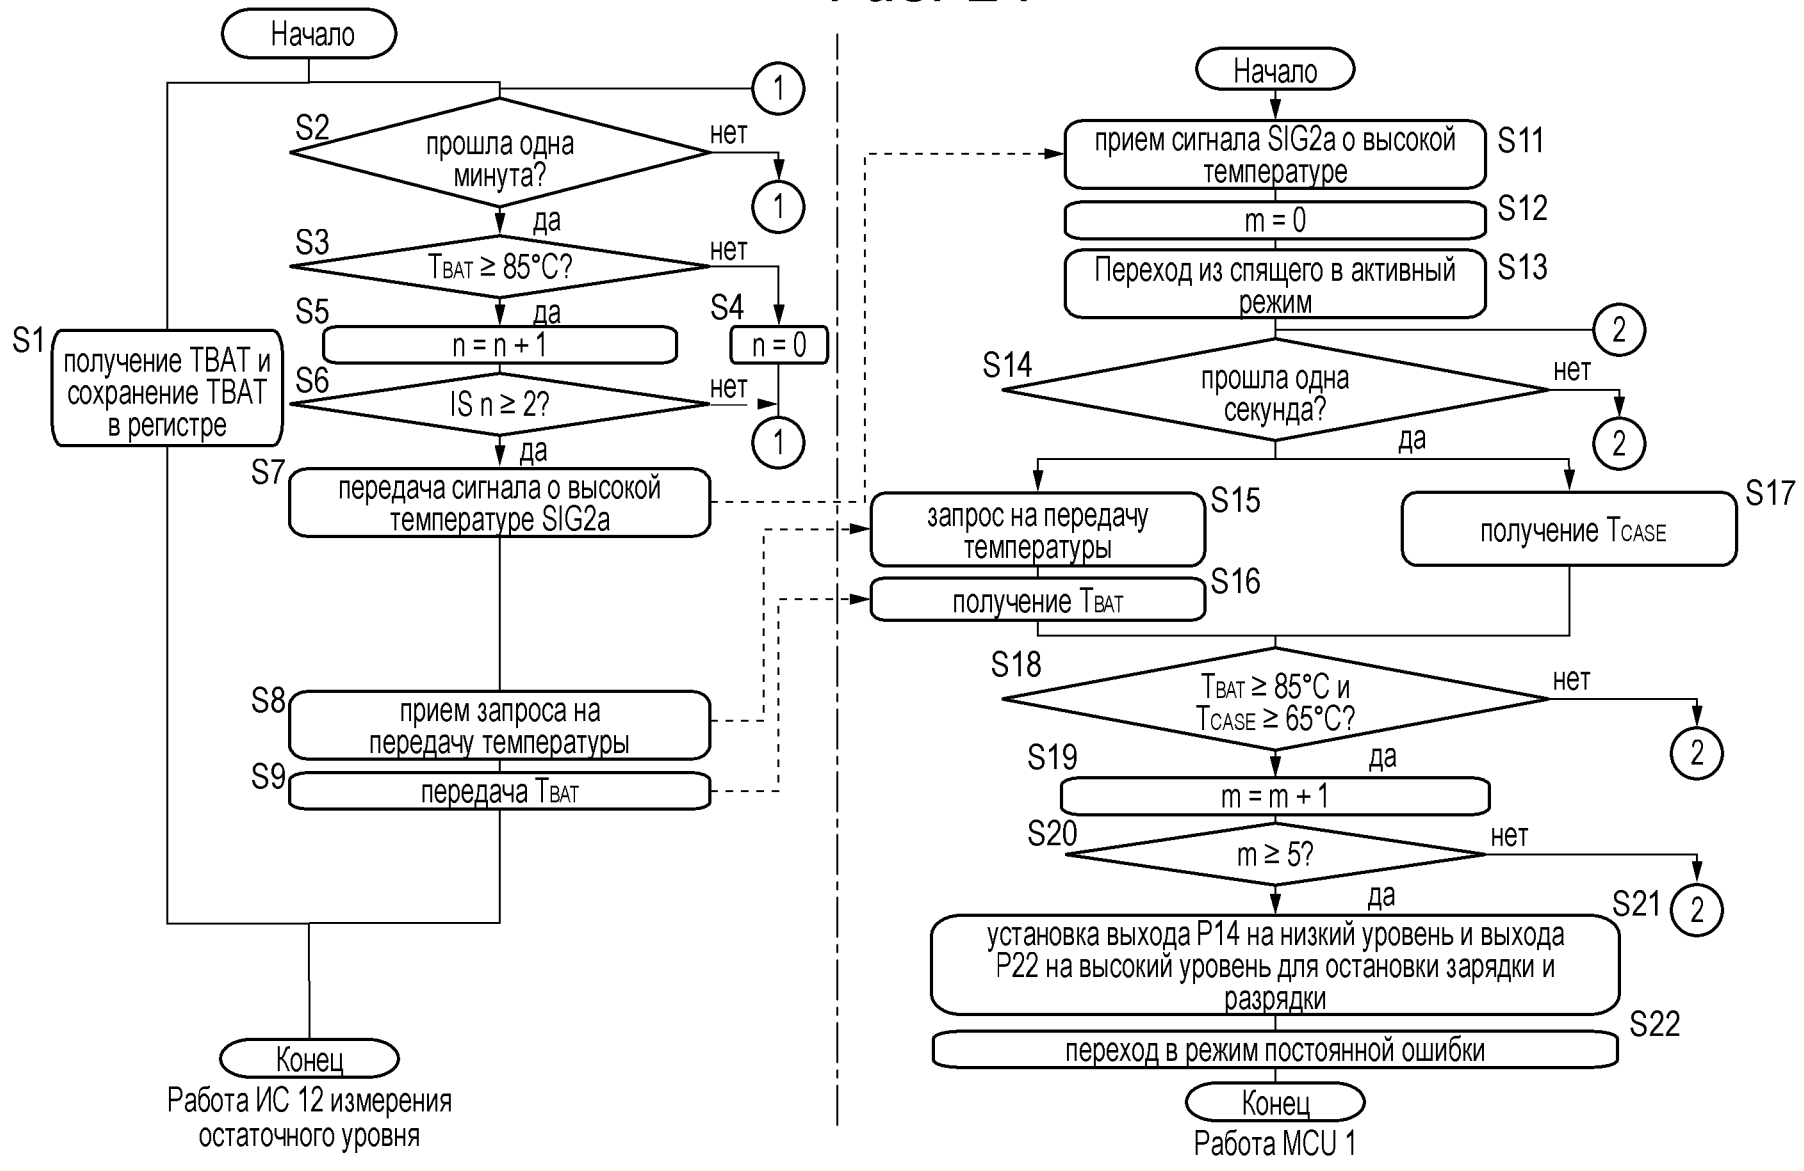 Начало
1
S2
прошла одна
минута?
нет
1
да
S3
TBAT ≥ 85°C?
нет
да
S1
получение TBAT и
сохранение TBAT
в регистре
S5
n = n + 1
S4
n = 0
S6
IS n ≥ 2?
нет
1
да
S7
передача сигнала о высокой
температуре SIG2a
S8
прием запроса на
передачу температуры
S9
передача TBAT
Конец
Работа ИС 12 измерения
остаточного уровня
Начало
прием сигнала SIG2a о высокой
температуре
S11
m = 0
S12
Переход из спящего в активный
режим
S13
2
S14
прошла одна
секунда?
нет
2
да
запрос на передачу
температуры
S15
получение TBAT
S16
получение TCASE
S17
S18
TBAT ≥ 85°C и
TCASE ≥ 65°C?
нет
2
да
S19
m = m + 1
S20
m ≥ 5?
нет
2
да
S21
установка выхода P14 на низкий уровень и выхода
P22 на высокий уровень для остановки зарядки и
разрядки
S22
переход в режим постоянной ошибки
Конец
Работа MCU 1